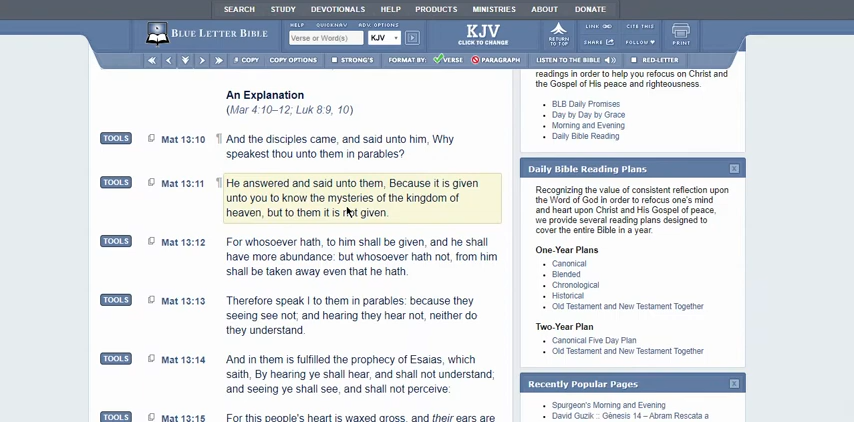 SEARCH STUDY DEVOTIONALS HELP PRODUCTS MINISTRIES ABOUT DONATE
BLUE LETTER BIBLE
HELP QUICKNAV ADV. OPTIONS
Verse or Word(s) KJV
KJV
CLICK TO CHANGE
RETURN TO TOP
LINK CITE THIS
SHARE FOLLOW PRINT
COPY COPY OPTIONS STRONG'S FORMAT BY: VERSE PARAGRAPH LISTEN TO THE BIBLE RED-LETTER
An Explanation
(Mar 4:10–12; Luk 8:9, 10)
TOOLS Mat 13:10 ¶ And the disciples came, and said unto him, Why
speakest thou unto them in parables?
TOOLS Mat 13:11 ¶ He answered and said unto them, Because it is given
unto you to know the mysteries of the kingdom of
heaven, but to them it is not given.
TOOLS Mat 13:12 For whosoever hath, to him shall be given, and he shall
have more abundance: but whosoever hath not, from him
shall be taken away even that he hath.
TOOLS Mat 13:13 Therefore speak I to them in parables: because they
seeing see not; and hearing they hear not, neither do
they understand.
TOOLS Mat 13:14 And in them is fulfilled the prophecy of Esaias, which
saith, By hearing ye shall hear, and shall not understand;
and seeing ye shall see, and shall not perceive:
TOOLS Mat 13:15 For this people's heart is waxed gross, and their ears are
readings in order to help you refocus on Christ and
the Gospel of His peace and righteousness.
BLB Daily Promises
Day by Day by Grace
Morning and Evening
Daily Bible Reading
Daily Bible Reading Plans
Recognizing the value of consistent reflection upon
the Word of God in order to refocus one's mind
and heart upon Christ and His Gospel of peace,
we provide several reading plans designed to
cover the entire Bible in a year.
One-Year Plans
Canonical
Blended
Chronological
Historical
Old Testament and New Testament Together
Two-Year Plan
Canonical Five Day Plan
Old Testament and New Testament Together
Recently Popular Pages
Spurgeon's Morning and Evening
David Guzik :: Génesis 14 – Abram Rescata a